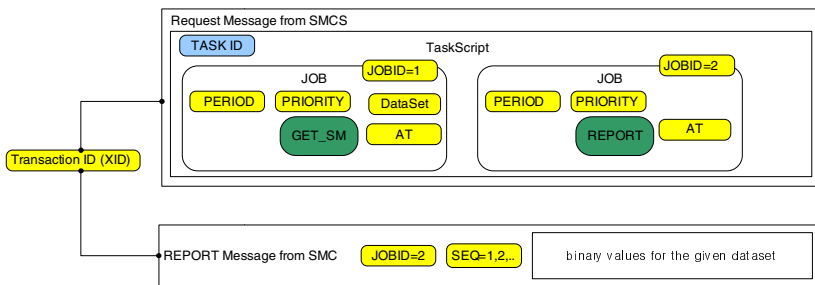 Request Message from SMCS
TASK ID
TaskScript
JOBID=1
JOB
PERIOD
PRIORITY
DataSet
GET_SM
AT
JOBID=2
JOB
PERIOD
PRIORITY
REPORT
AT
Transaction ID (XID)
REPORT Message from SMC
JOBID=2
SEQ=1,2,..
binary values for the given dataset